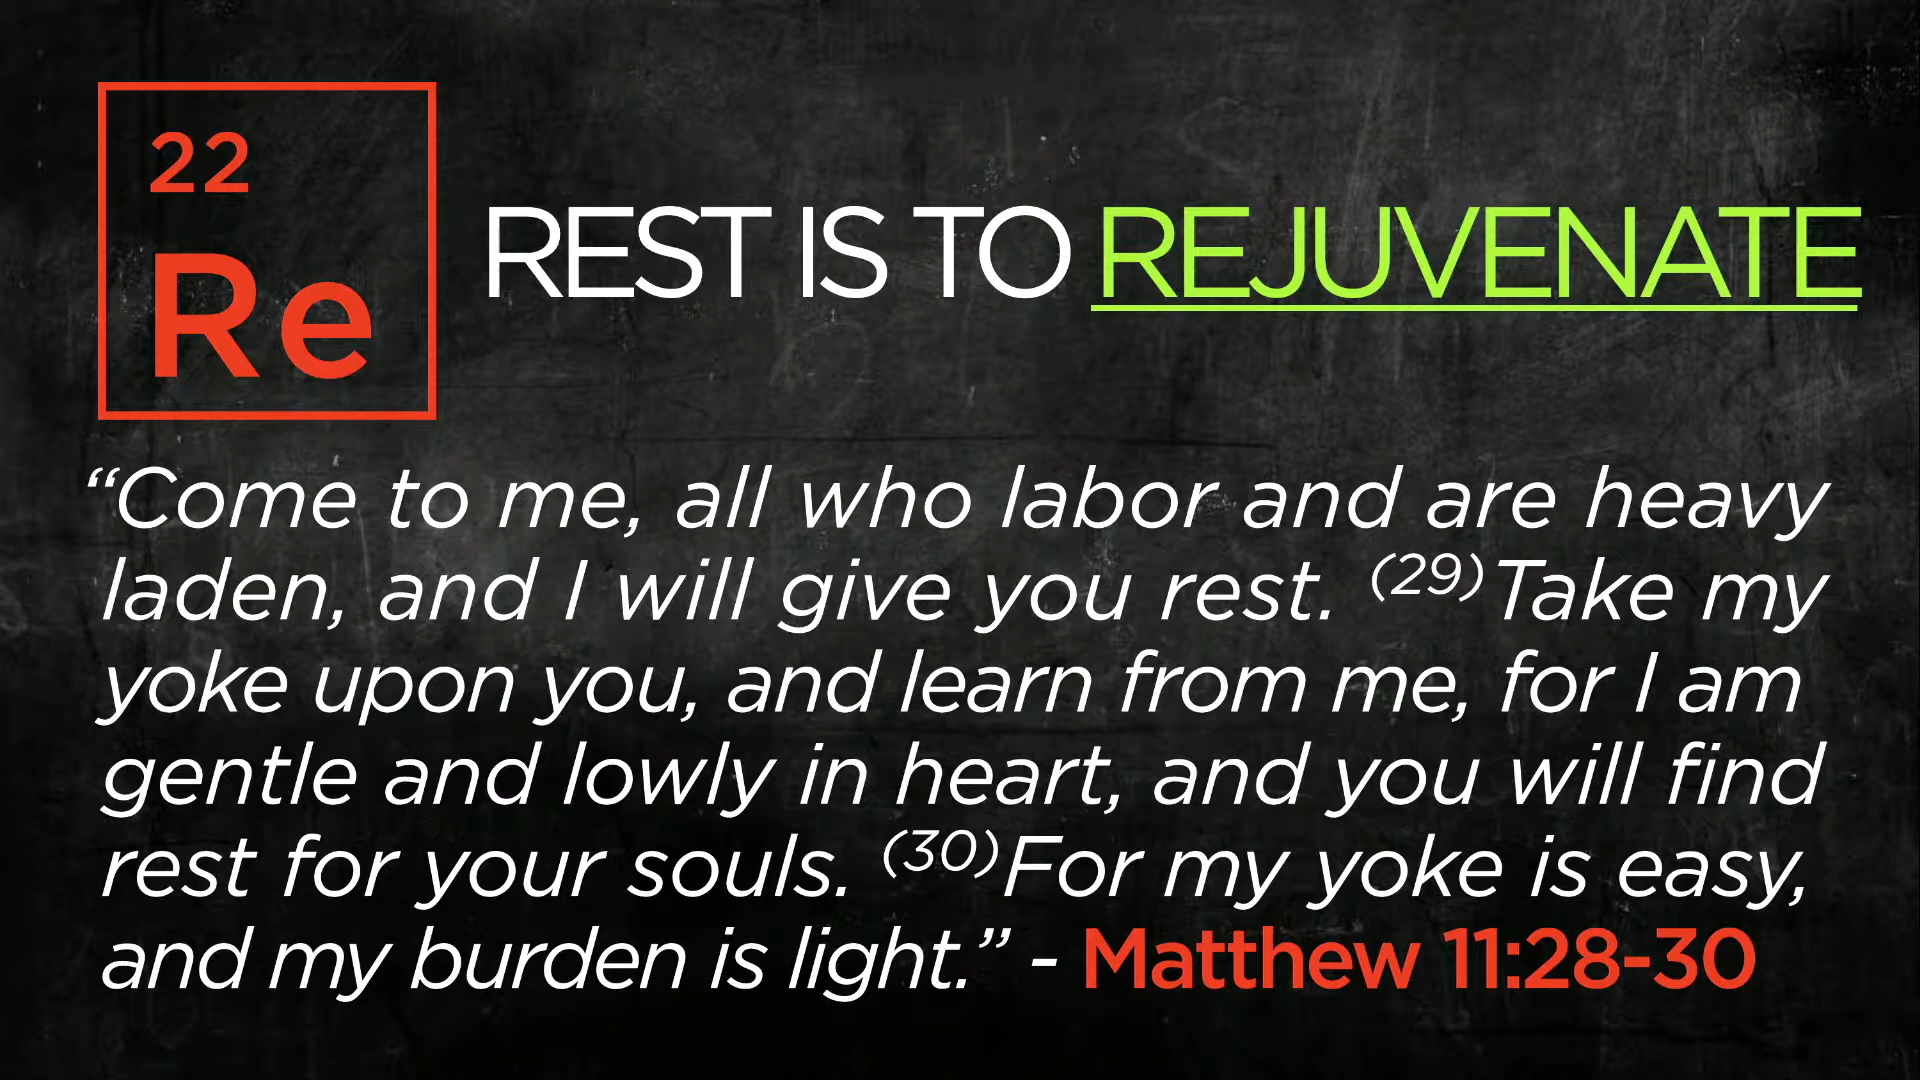 22
Re
REST IS TO REJUVENATE
“Come to me, all who labor and are heavy
laden, and I will give you rest. (29)Take my
yoke upon you, and learn from me, for I am
gentle and lowly in heart, and you will find
rest for your souls. (30)For my yoke is easy,
and my burden is light.” - Matthew 11:28-30